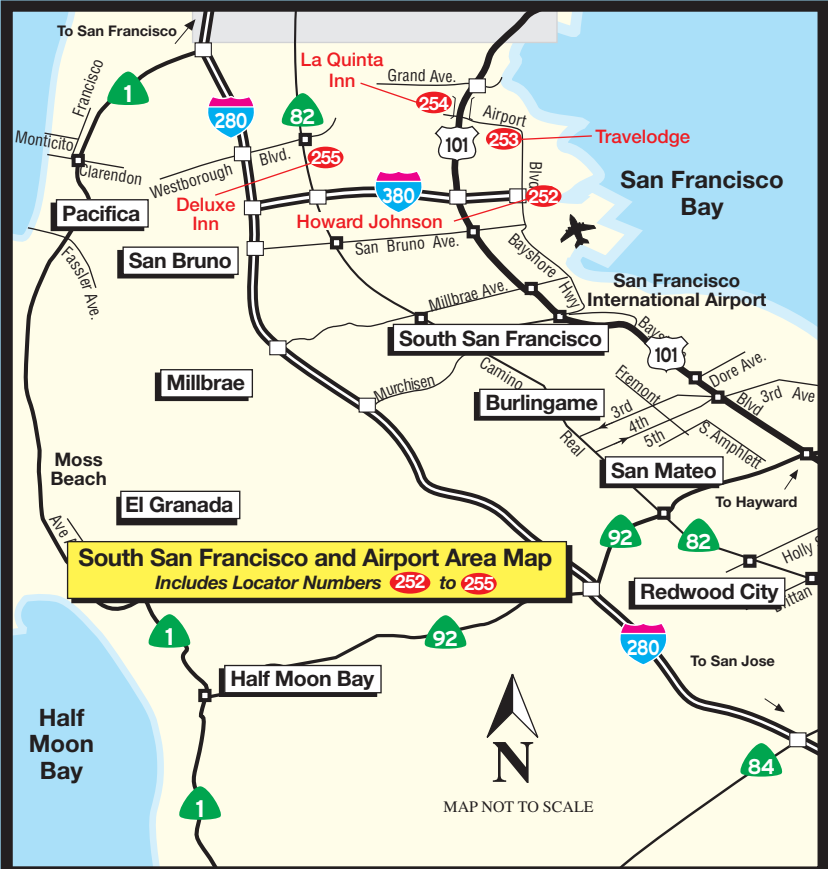 To San Francisco
La Quinta
Inn
Grand Ave.
Francisco
1
280
82
254
Airport
101
253
Travelodge
Monticito
Clarendon
Westborough
Blvd.
255
Blvd
San Francisco
Bay
380
252
Pacifica
Deluxe
Inn
Howard Johnson
San Bruno Ave.
San Bruno
Fassler Ave.
Bayshore
Hwy
San Francisco
International Airport
Millbrae Ave.
South San Francisco
101
Dore Ave.
Millbrae
Murchisen
Camino
Real
Burlingame
Fremont
3rd
4th
5th
Blvd
3rd Ave
S. Amphlett
Moss
Beach
San Mateo
To Hayward
El Granada
Ave
92
82
Holly
South San Francisco and Airport Area Map
Includes Locator Numbers 252 to 255
Redwood City
1
92
280
To San Jose
Half Moon Bay
Half
Moon
Bay
N
84
MAP NOT TO SCALE
1